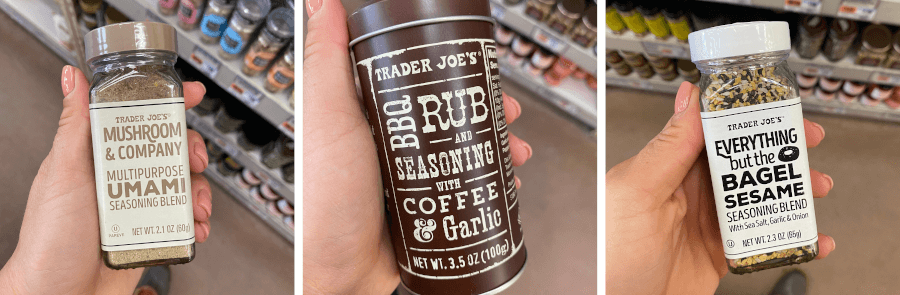 TRADER JOE'S®
MUSHROOM
& COMPANY
MULTIPURPOSE
UMAMI
SEASONING BLEND
NET WT. 2.1 OZ (60g)
TRADER JOE'S®
BBQ
RUB
AND
SEASONING
WITH
COFFEE
& Garlic
NET WT. 3.5 OZ (100g)
TRADER JOE'S®
EVERYTHING
but the
BAGEL
SESAME
SEASONING BLEND
With Sea Salt, Garlic & Onion
NET WT. 2.3 OZ (65g)